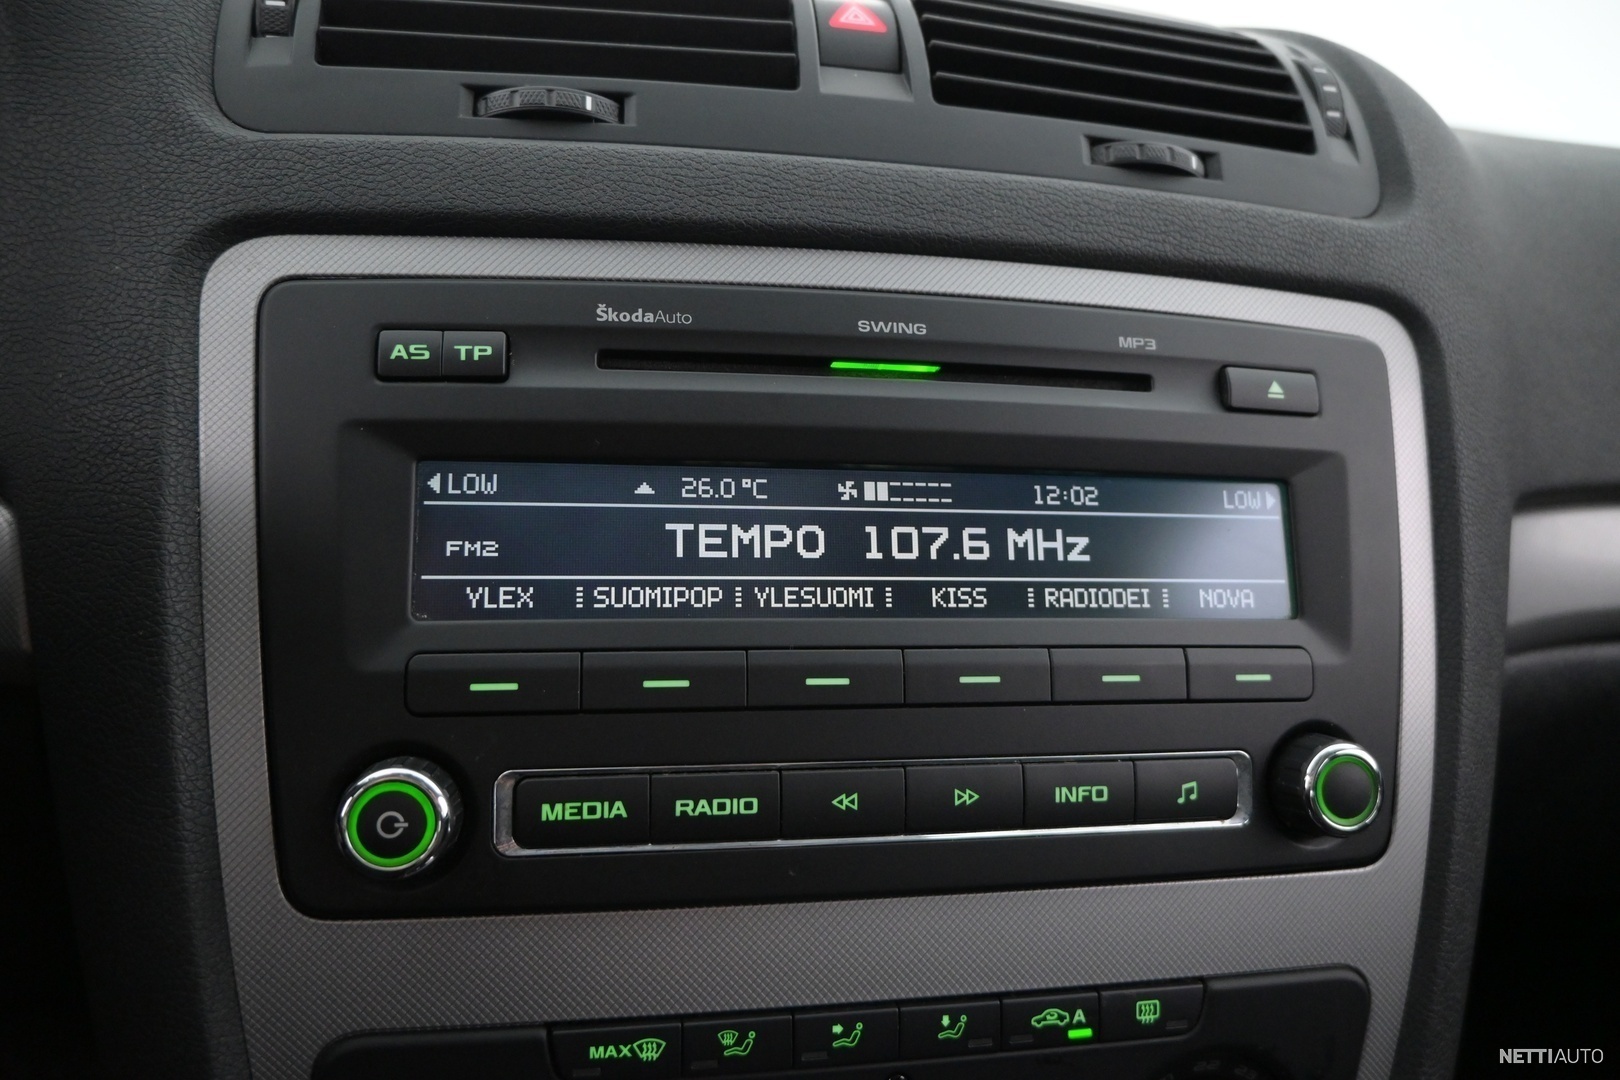 ŠkodaAuto
SWING
MP3
AS TP
LOW 26.0 °C 12:02 LOW
FM2 TEMPO 107.6 MHz
YLEX SUOMIPOP YLESUOMI KISS RADIODEI NOVA
MEDIA RADIO INFO
MAX A
NETTIAUTO